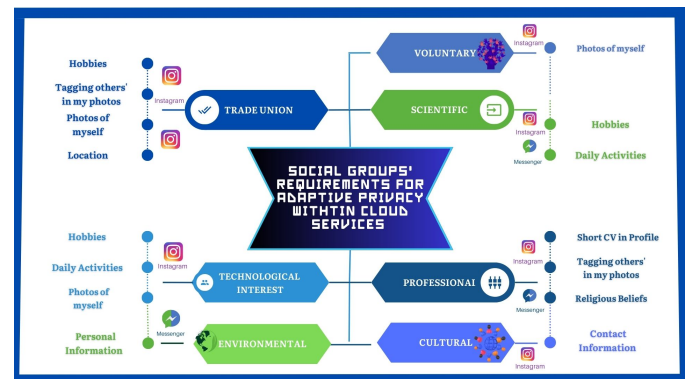 Hobbies
Tagging others'
in my photos
Photos of
myself
Location
Instagram
TRADE UNION
VOLUNTARY
Instagram
Photos of myself
SCIENTIFIC
Instagram
Messenger
Hobbies
Daily Activities
SOCIAL GROUPS'
REQUIREMENTS FOR
ADAPTIVE PRIVACY
WITHTIN CLOUD
SERVICES
Hobbies
Daily Activities
Photos of
myself
Instagram
TECHNOLOGICAL
INTEREST
PROFESSIONAL
Instagram
Messenger
Short CV in Profile
Tagging others'
in my photos
Religious Beliefs
Personal
Information
Messenger
ENVIRONMENTAL
CULTURAL
Instagram
Contact
Information